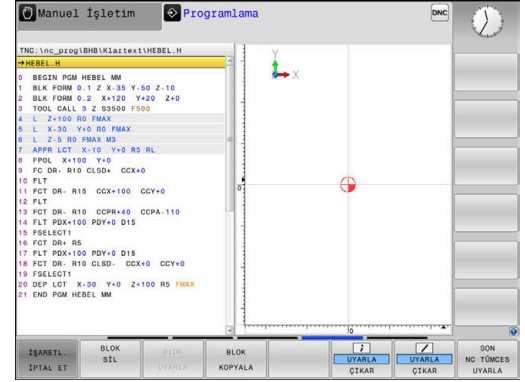 Manuel İşletim
Programlama
DNC
TNC:\nc_prog\BHB\Klartext\HEBEL.H
→HEBEL.H
0 BEGIN PGM HEBEL MM
1 BLK FORM 0.1 Z X-35 Y-50 Z-10
2 BLK FORM 0.2 X+120 Y+20 Z+0
3 TOOL CALL 3 Z S3500 F500
4 L Z+100 R0 FMAX
5 L X-30 Y+0 R0 FMAX
6 L Z-5 R0 FMAX M3
7 APPR LCT X-10 Y+0 R5 RL
8 FPOL X+100 Y+0
9 FC DR- R10 CLSD+ CCX+0
10 FLT
11 FCT DR- R15 CCX+100 CCY+0
12 FLT
13 FCT DR- R10 CCPR+40 CCPA-110
14 FLT PDX+100 PDY+0 D15
15 FSELECT1
16 FCT DR+ R5
17 FLT PDX+100 PDY+0 D15
18 FCT DR- R10 CLSD- CCX+0 CCY+0
19 FSELECT1
20 DEP LCT X-30 Y+0 Z+100 R5 FMAX
21 END PGM HEBEL MM
Y
X
0
0
İŞARETL.
İPTAL ET
BLOK
SİL
BLOK
UYARLA
BLOK
KOPYALA
UYARLA
ÇIKAR
UYARLA
ÇIKAR
SON
NC TÜMCES
UYARLA